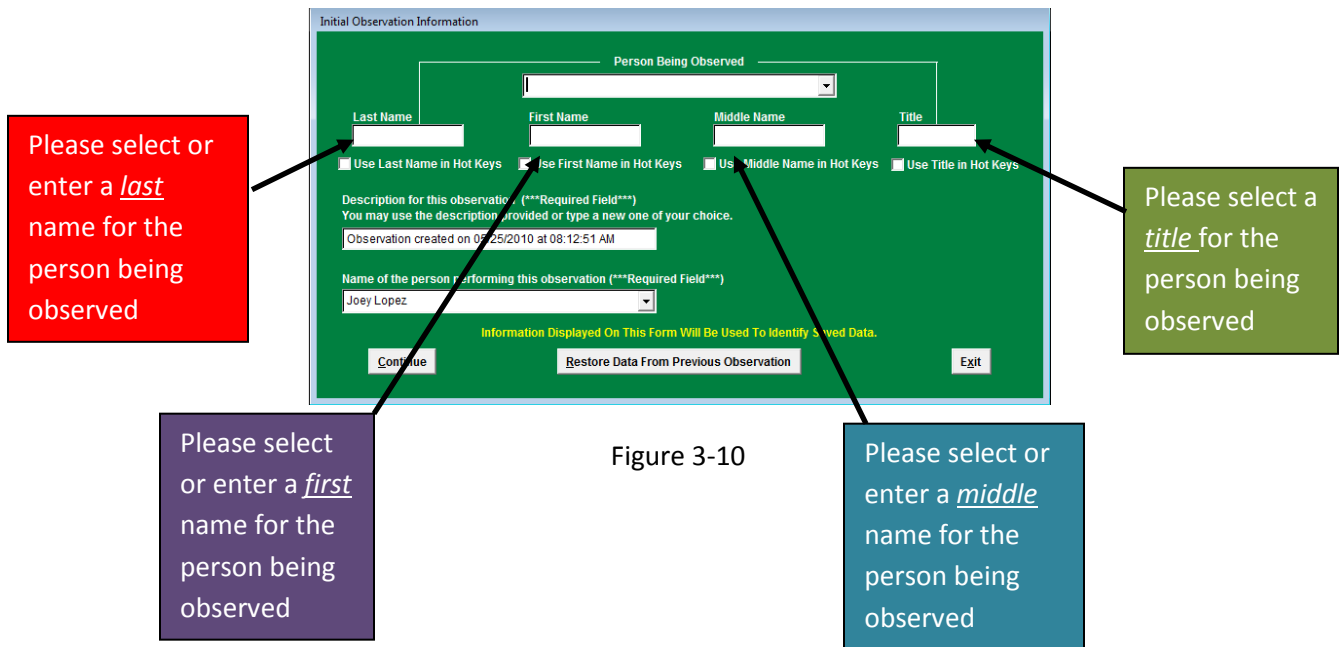 Initial Observation Information
Person Being Observed
Last Name
First Name
Middle Name
Title
Use Last Name in Hot Keys
Use First Name in Hot Keys
Use Middle Name in Hot Keys
Use Title in Hot Keys
Description for this observation. (***Required Field***)
You may use the description provided or type a new one of your choice.
Observation created on 05/25/2010 at 08:12:51 AM
Name of the person performing this observation (***Required Field***)
Joey Lopez
Information Displayed On This Form Will Be Used To Identify Saved Data.
Continue
Restore Data From Previous Observation
Exit
Please select or
enter a last
name for the
person being
observed
Please select a
title for the
person being
observed
Please select
or enter a first
name for the
person being
observed
Figure 3-10
Please select or
enter a middle
name for the
person being
observed